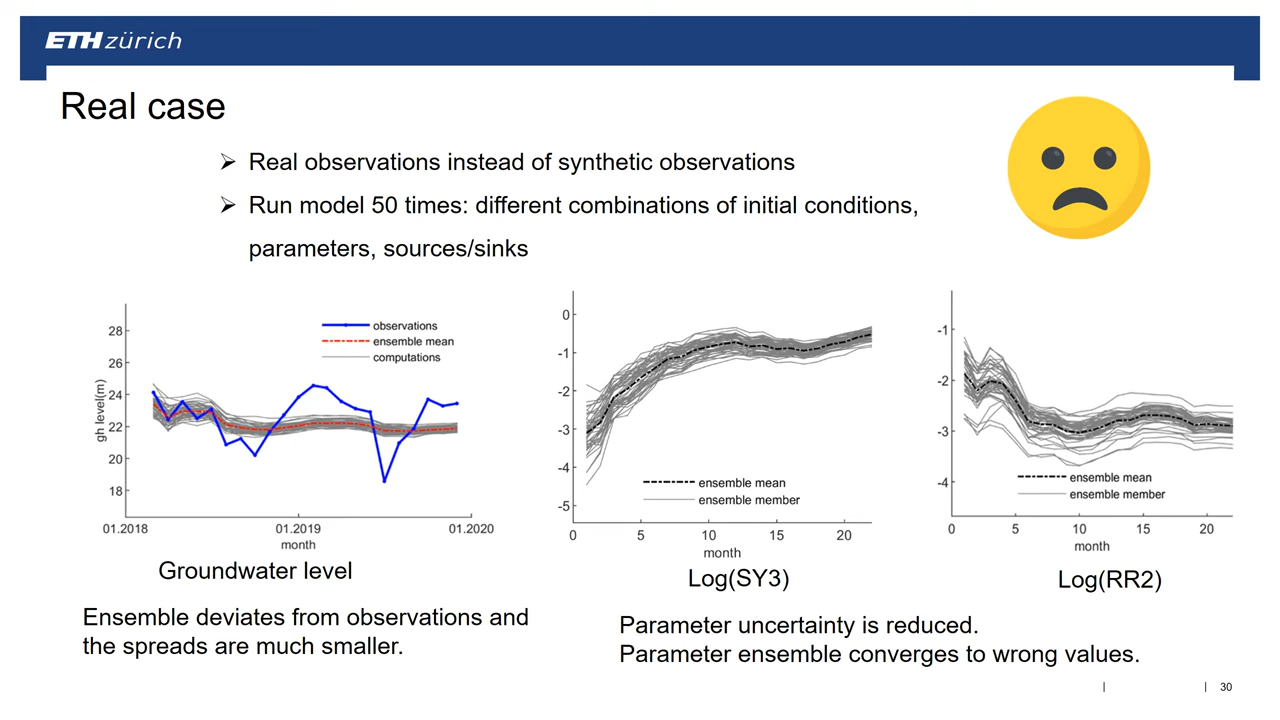 ETH zürich
Real case
➢ Real observations instead of synthetic observations
➢ Run model 50 times: different combinations of initial conditions,
parameters, sources/sinks
observations
ensemble mean
computations
28
26
24
22
20
18
gh level(m)
01.2018 01.2019 01.2020
month
Groundwater level
0
-1
-2
-3
-4
-5
ensemble mean
ensemble member
0 5 10 15 20
month
Log(SY3)
-1
-2
-3
-4
ensemble mean
ensemble member
0 5 10 15 20
month
Log(RR2)
Ensemble deviates from observations and
the spreads are much smaller.
Parameter uncertainty is reduced.
Parameter ensemble converges to wrong values.
| | 30